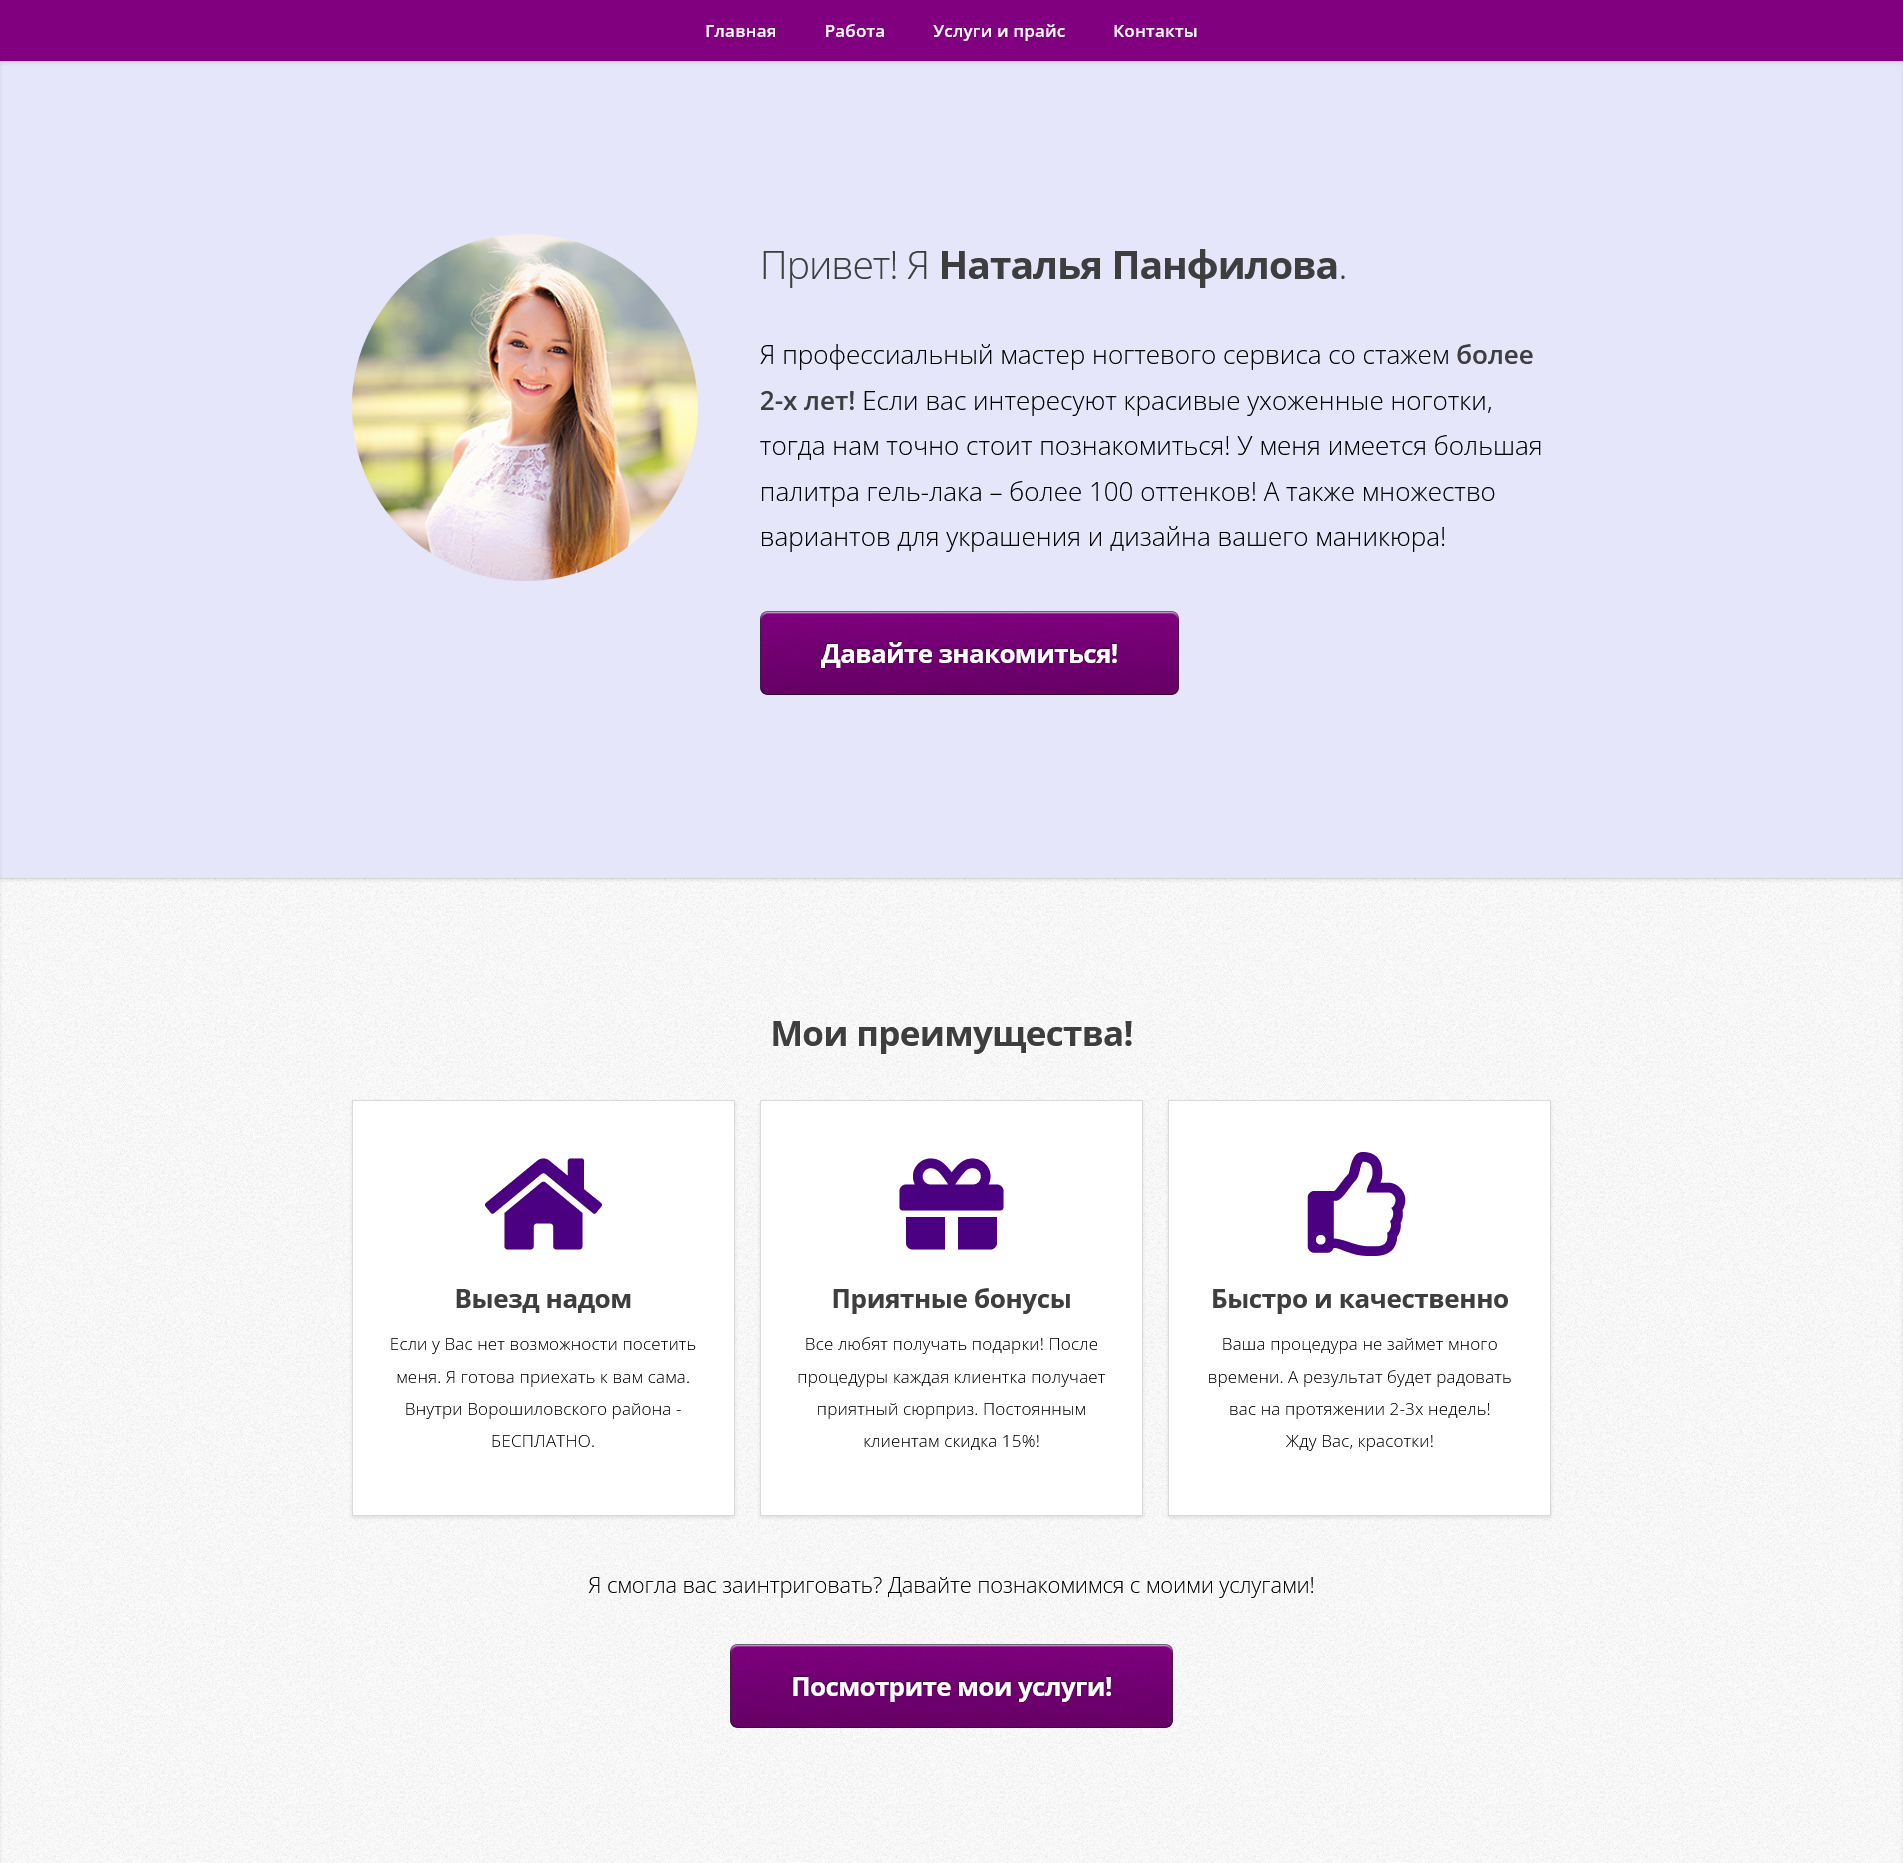 Главная Работа Услуги и прайс Контакты
Привет! Я Наталья Панфилова.
Я профессиальный мастер ногтевого сервиса со стажем более
2-х лет! Если вас интересуют красивые ухоженные ноготки,
тогда нам точно стоит познакомиться! У меня имеется большая
палитра гель-лака – более 100 оттенков! А также множество
вариантов для украшения и дизайна вашего маникюра!
Давайте знакомиться!
Мои преимущества!
Выезд надом
Если у Вас нет возможности посетить
меня. Я готова приехать к вам сама.
Внутри Ворошиловского района -
БЕСПЛАТНО.
Приятные бонусы
Все любят получать подарки! После
процедуры каждая клиентка получает
приятный сюрприз. Постоянным
клиентам скидка 15%!
Быстро и качественно
Ваша процедура не займет много
времени. А результат будет радовать
вас на протяжении 2-3х недель!
Жду Вас, красотки!
Я смогла вас заинтриговать? Давайте познакомимся с моими услугами!
Посмотрите мои услуги!